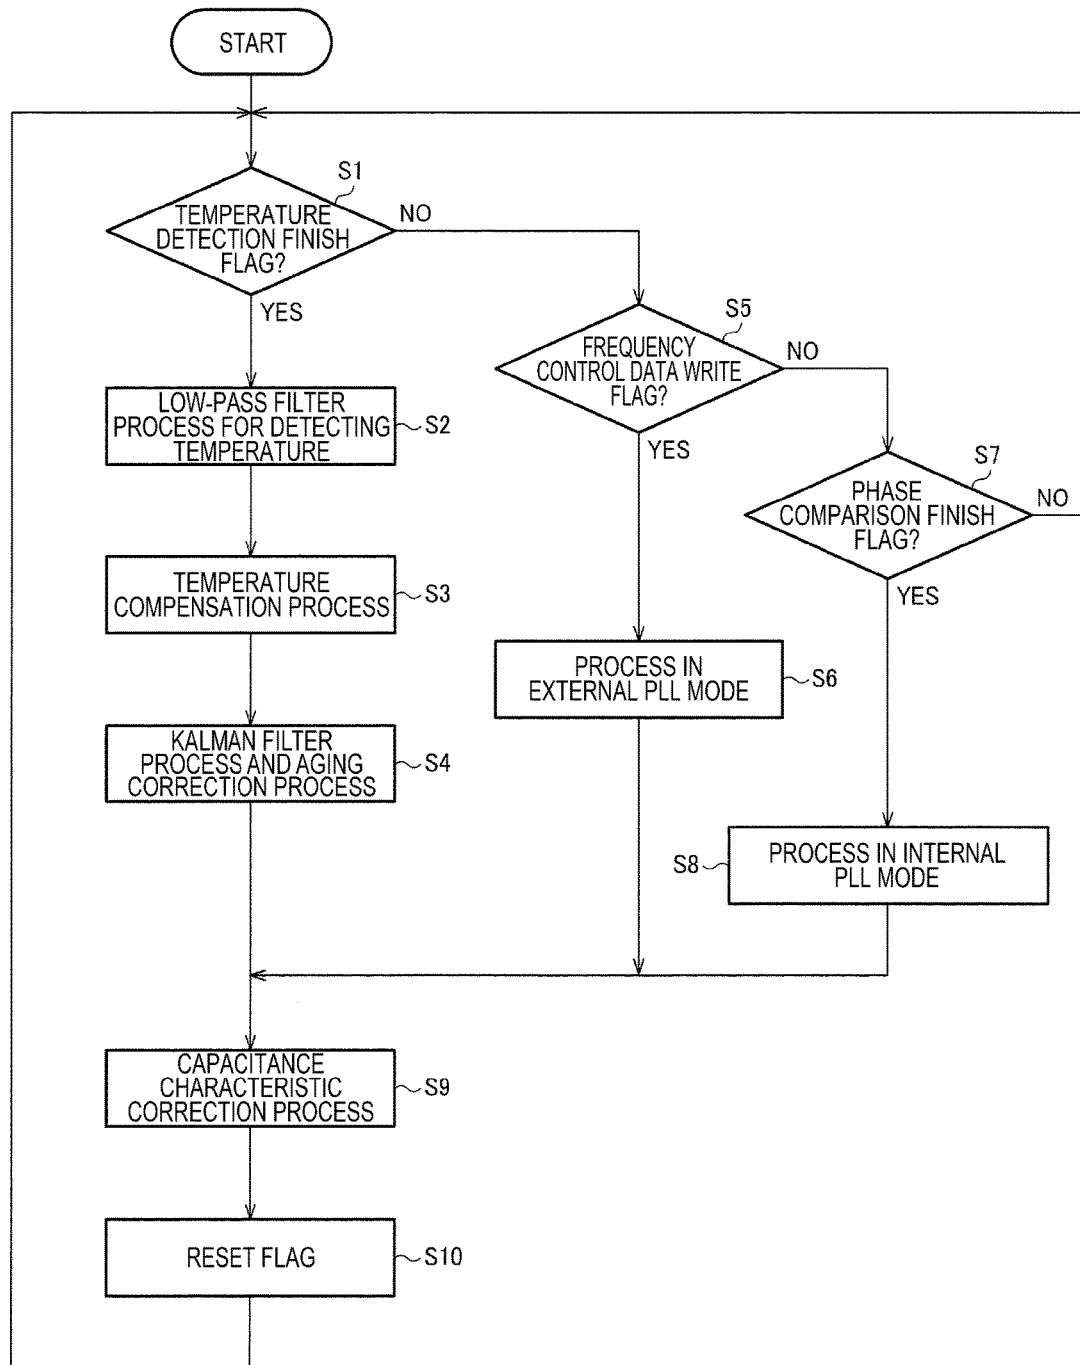 START
S1
TEMPERATURE
DETECTION FINISH
FLAG?
NO
YES
S5
FREQUENCY
CONTROL DATA WRITE
FLAG?
NO
YES
LOW-PASS FILTER
PROCESS FOR DETECTING
TEMPERATURE
S2
S7
PHASE
COMPARISON FINISH
FLAG?
NO
YES
TEMPERATURE
COMPENSATION PROCESS
S3
PROCESS IN
EXTERNAL PLL MODE
S6
KALMAN FILTER
PROCESS AND AGING
CORRECTION PROCESS
S4
S8
PROCESS IN INTERNAL
PLL MODE
CAPACITANCE
CHARACTERISTIC
CORRECTION PROCESS
S9
RESET FLAG
S10